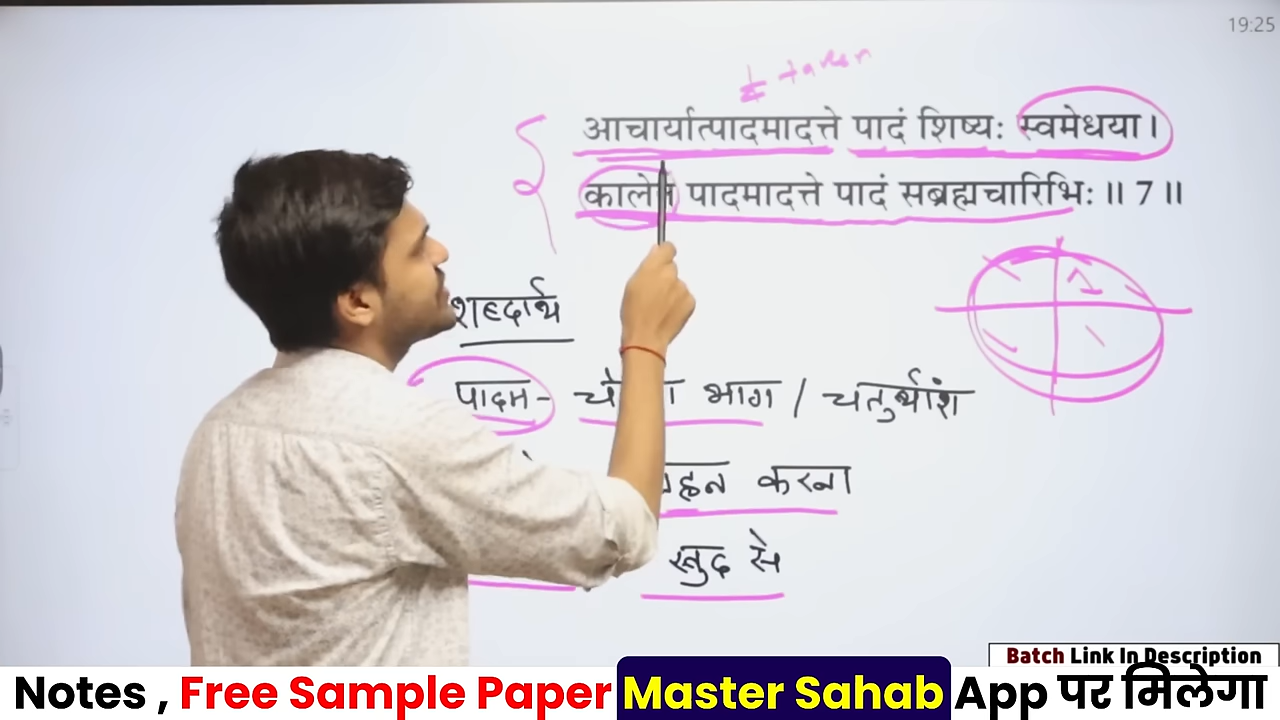 19:25
आचार्यात्पादमादत्ते पादं शिष्यः स्वमेधया।
कालेन पादमादत्ते पादं सब्रह्मचारिभिः॥ 7 ॥
शब्दार्थ
पादम - भाग / चतुर्थांश
करना
खुद से
Batch Link In Description
Notes , Free Sample Paper Master Sahab App पर मिलेगा